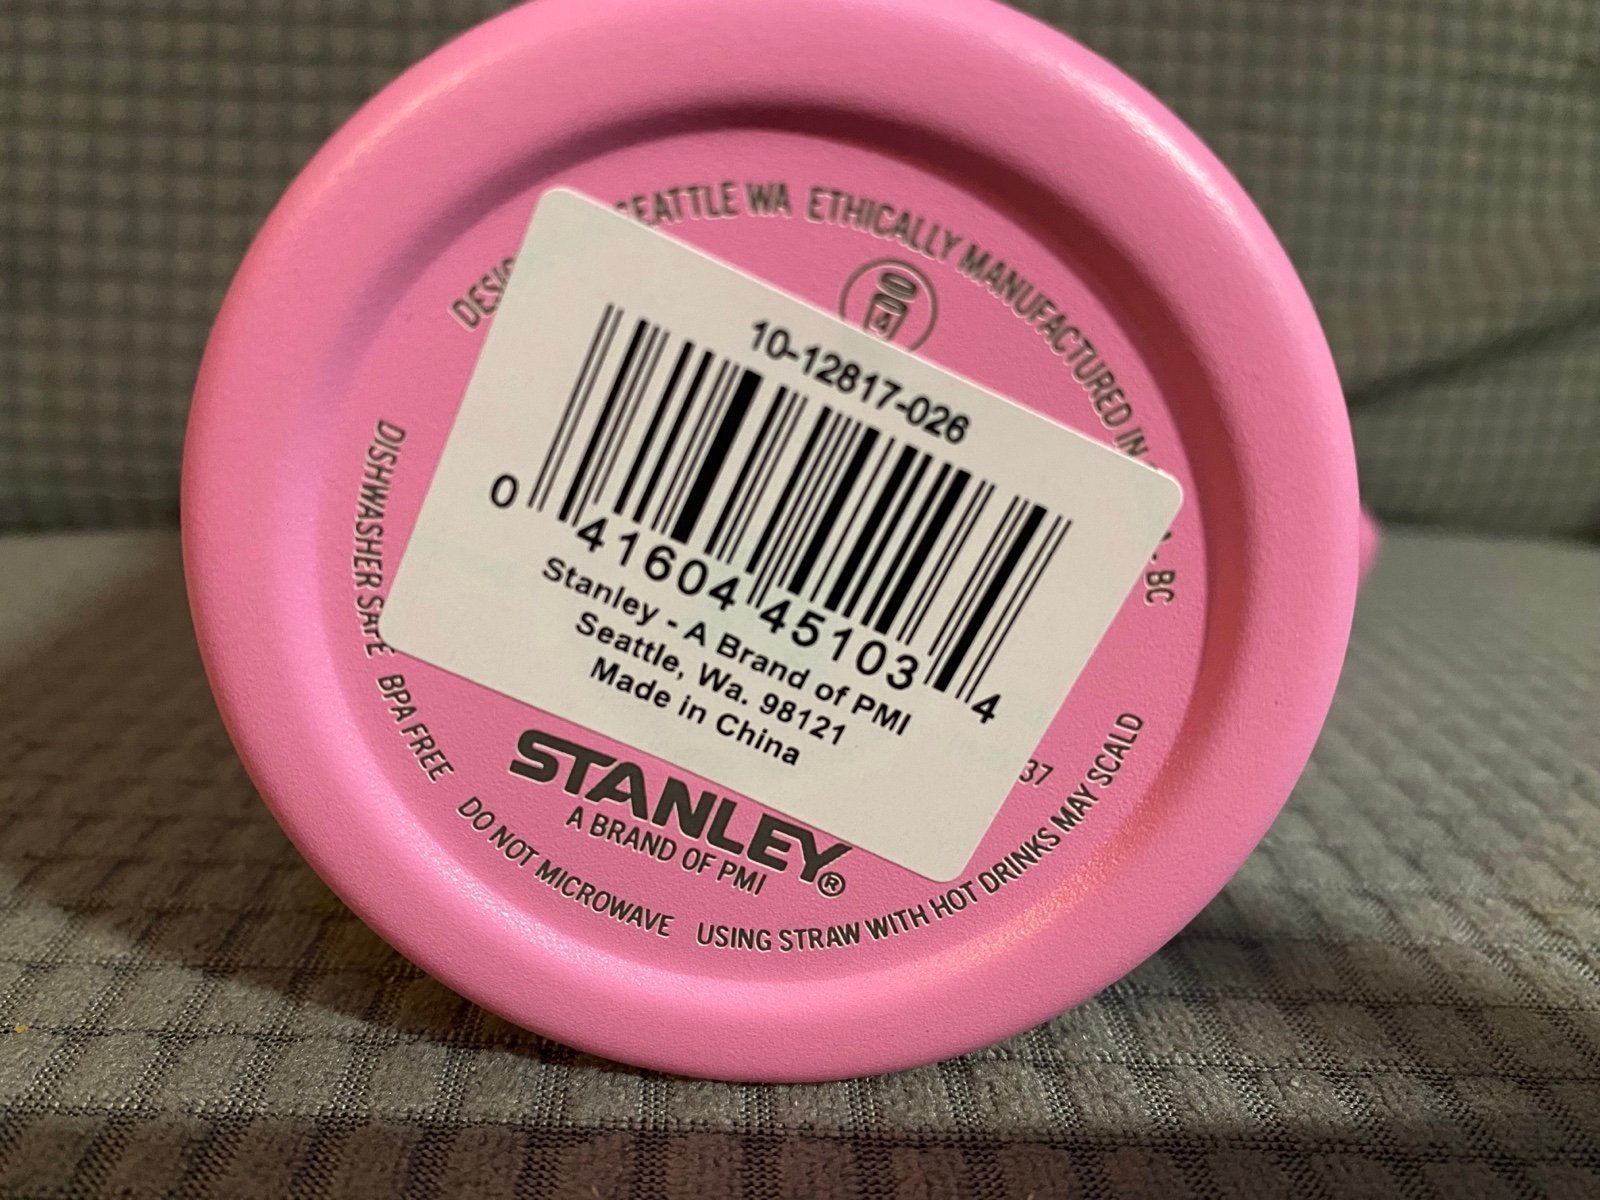 SEATTLE WA ETHICALLY MANUFACTURED IN
BC
4
10-12817-026
0 41604 45103 4
Stanley - A Brand of PMI
Seattle, Wa. 98121
Made in China
STANLEY®
A BRAND OF PMI
37
DISHWASHER SAFE BPA FREE DO NOT MICROWAVE USING STRAW WITH HOT DRINKS MAY SCALD